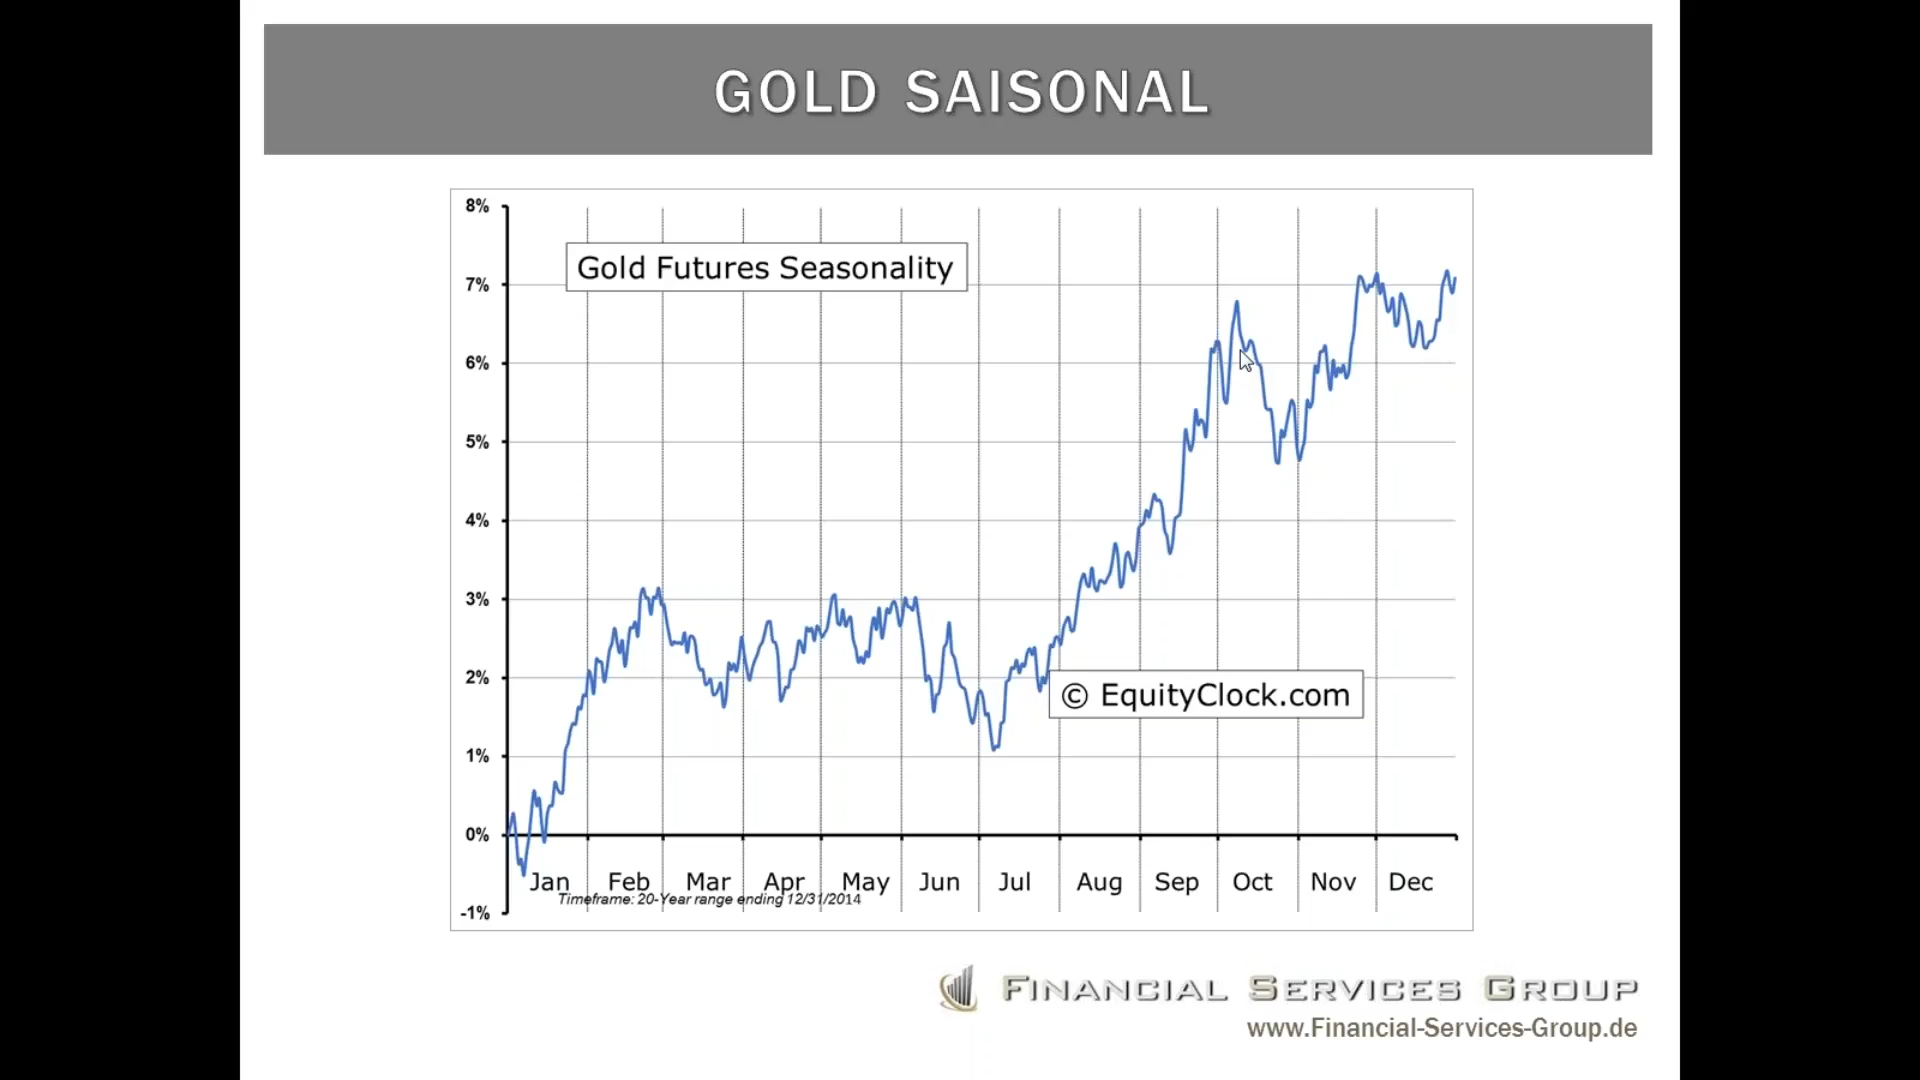 GOLD SAISONAL
8%
Gold Futures Seasonality
7%
6%
5%
4%
3%
2%
© EquityClock.com
1%
0%
Jan Feb Mar Apr May Jun Jul Aug Sep Oct Nov Dec
Timeframe: 20-Year range ending 12/31/2014
-1%
FINANCIAL SERVICES GROUP
www.Financial-Services-Group.de